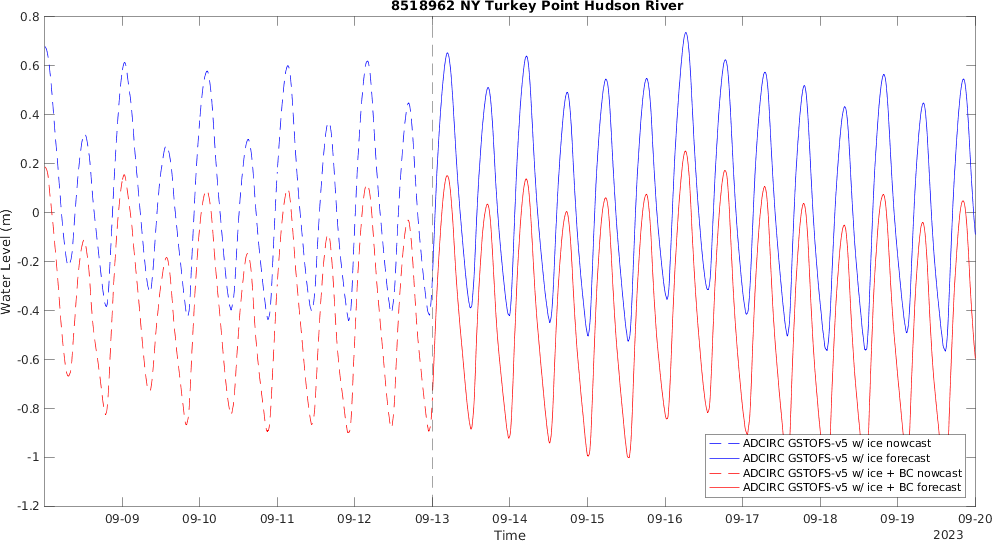 8518962 NY Turkey Point Hudson River
0.8
0.6
0.4
0.2
0
-0.2
-0.4
-0.6
-0.8
-1
-1.2
Water Level (m)
ADCIRC GSTOFS-v5 w/ ice nowcast
ADCIRC GSTOFS-v5 w/ ice forecast
ADCIRC GSTOFS-v5 w/ ice + BC nowcast
ADCIRC GSTOFS-v5 w/ ice + BC forecast
09-09 09-10 09-11 09-12 09-13 09-14 09-15 09-16 09-17 09-18 09-19 09-20
Time
2023